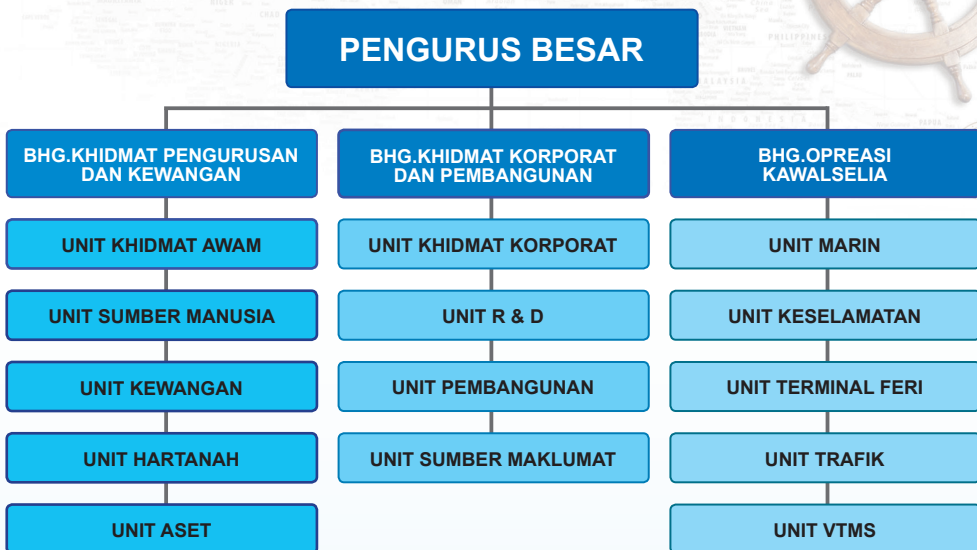 PENGURUS BESAR
BHG.KHIDMAT PENGURUSAN
DAN KEWANGAN
UNIT KHIDMAT AWAM
UNIT SUMBER MANUSIA
UNIT KEWANGAN
UNIT HARTANAH
UNIT ASET
BHG.KHIDMAT KORPORAT
DAN PEMBANGUNAN
UNIT KHIDMAT KORPORAT
UNIT R & D
UNIT PEMBANGUNAN
UNIT SUMBER MAKLUMAT
BHG.OPREASI
KAWALSELIA
UNIT MARIN
UNIT KESELAMATAN
UNIT TERMINAL FERI
UNIT TRAFIK
UNIT VTMS